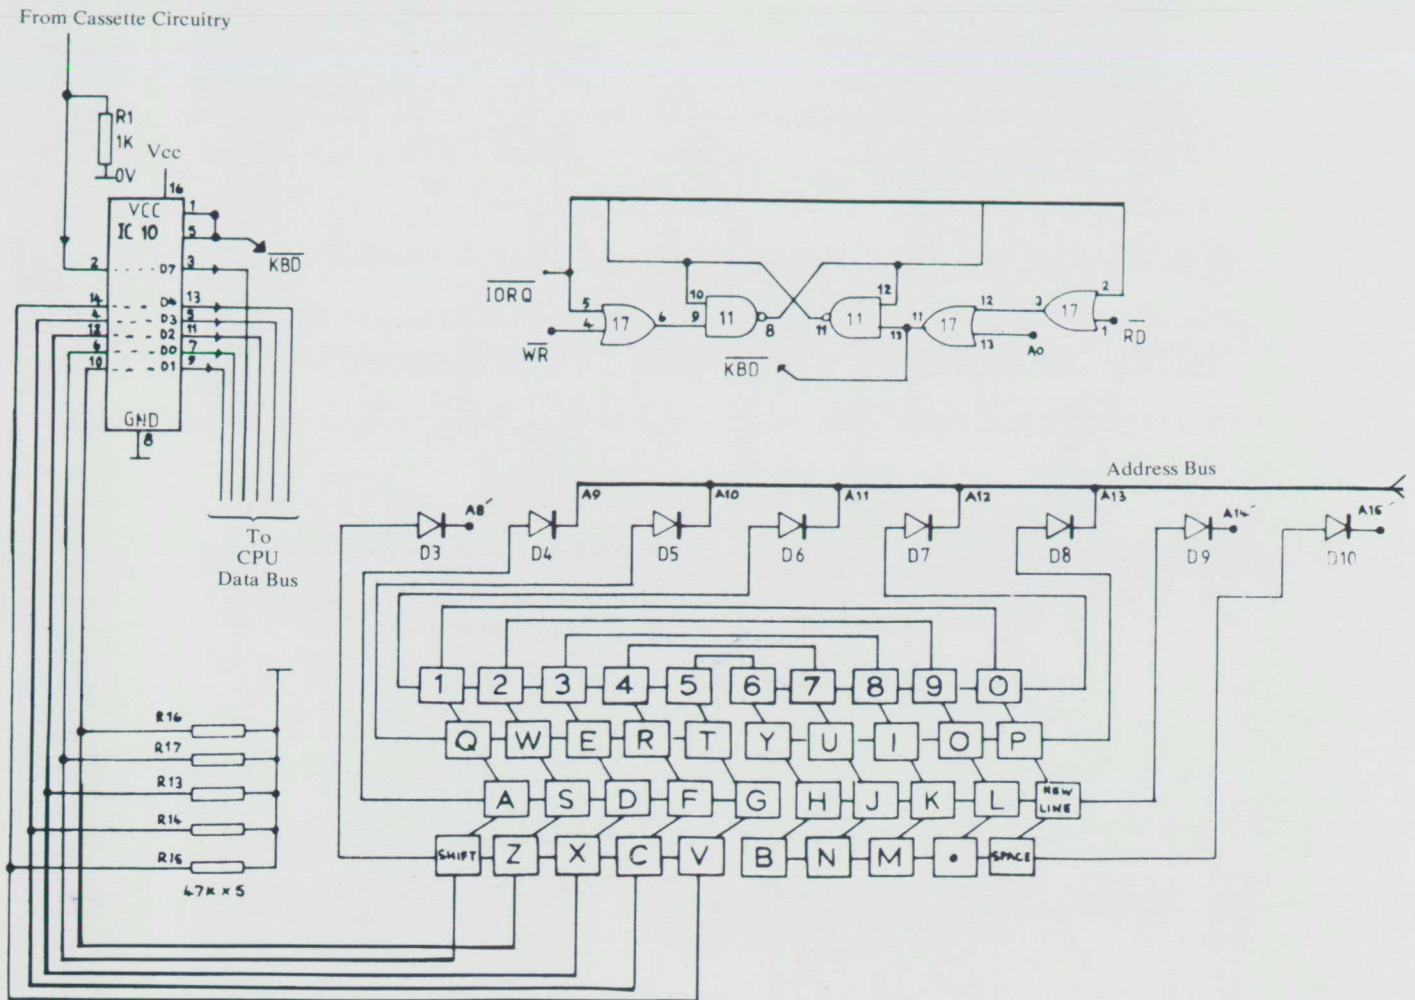 From Cassette Circuitry
R1
1K
0V
Vcc
16
VCC
IC 10
1
5
KBD
2 D7 3
14 D4 13
4 D3 5
12 D2 11
6 D0 7
10 D1 9
GND
8
To
CPU
Data Bus
IORQ
WR
5
4
17
6
10
9
11
8
12
11
11
13
KBD
11
17
12
13
A0
3
17
2
1
RD
Address Bus
A8'
A9
A10
A11
A12
A13
A14'
A15'
D3
D4
D5
D6
D7
D8
D9
D10
1 2 3 4 5 6 7 8 9 0
Q W E R T Y U I O P
A S D F G H J K L NEW LINE
SHIFT Z X C V B N M • SPACE
R16
R17
R13
R14
R15
47K x 5